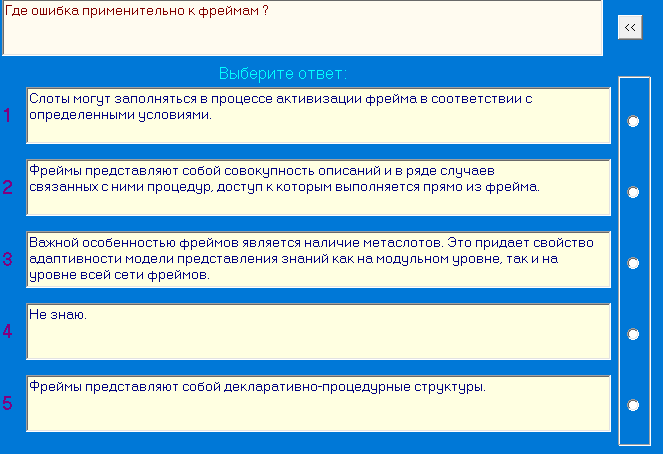 Где ошибка применительно к фреймам ?
<<
Выберите ответ:
1
Слоты могут заполняться в процессе активизации фрейма в соответствии с
определенными условиями.
2
Фреймы представляют собой совокупность описаний и в ряде случаев
связанных с ними процедур, доступ к которым выполняется прямо из фрейма.
3
Важной особенностью фреймов является наличие метаслотов. Это придает свойство
адаптивности модели представления знаний как на модульном уровне, так и на
уровне всей сети фреймов.
4
Не знаю.
5
Фреймы представляют собой декларативно-процедурные структуры.